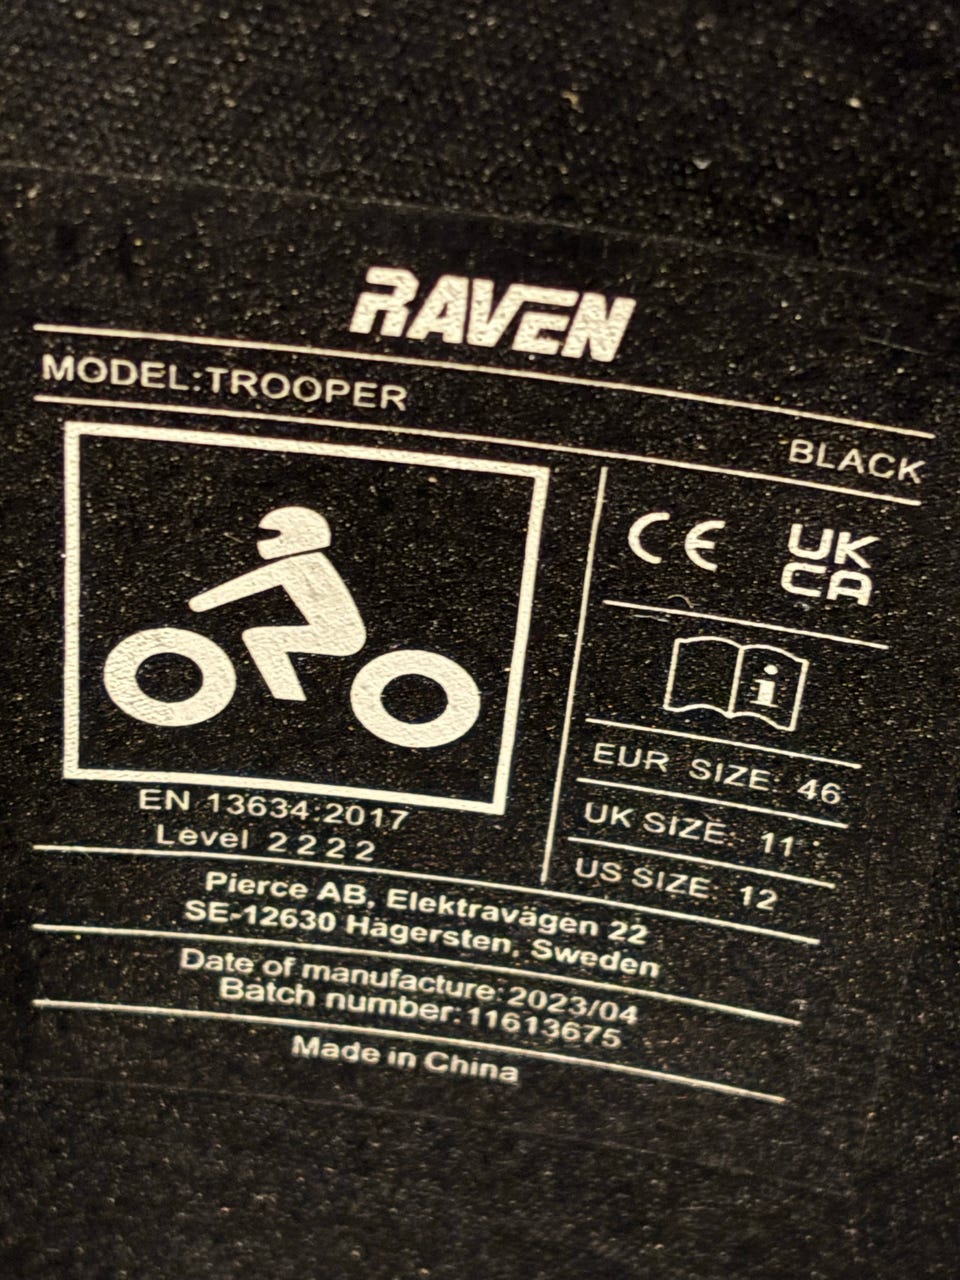 RAVEN
MODEL:TROOPER
BLACK
CE UK
CA
i
EUR SIZE: 46
UK SIZE: 11
US SIZE: 12
EN 13634:2017
Level 2 2 2 2
Pierce AB, Elektravägen 22
SE-12630 Hägersten, Sweden
Date of manufacture:2023/04
Batch number:11613675
Made in China